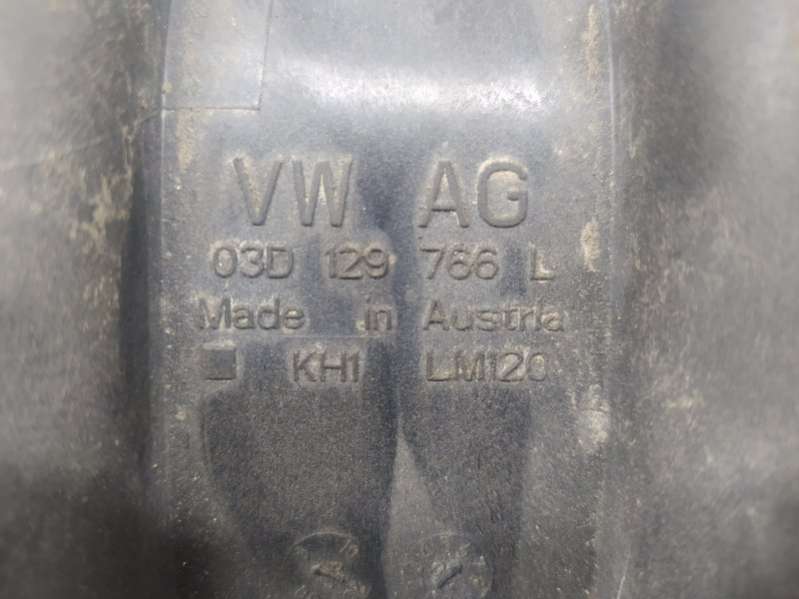 VW AG
03D 129 766 L
Made in Austria
KH1 LM120